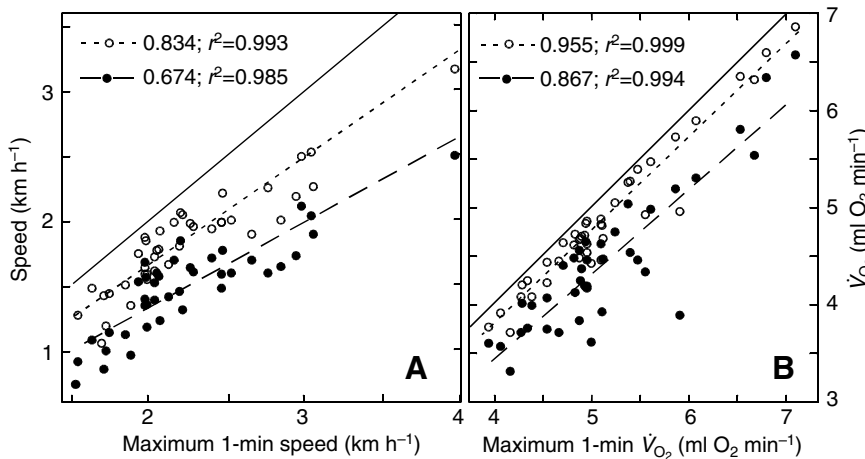 0.834; r²=0.993
0.674; r²=0.985
3
2
1
Speed (km h⁻¹)
A
2
3
4
Maximum 1-min speed (km h⁻¹)
0.955; r²=0.999
0.867; r²=0.994
7
6
5
4
3
V̇O₂ (ml O₂ min⁻¹)
B
4
5
6
7
Maximum 1-min V̇O₂ (ml O₂ min⁻¹)